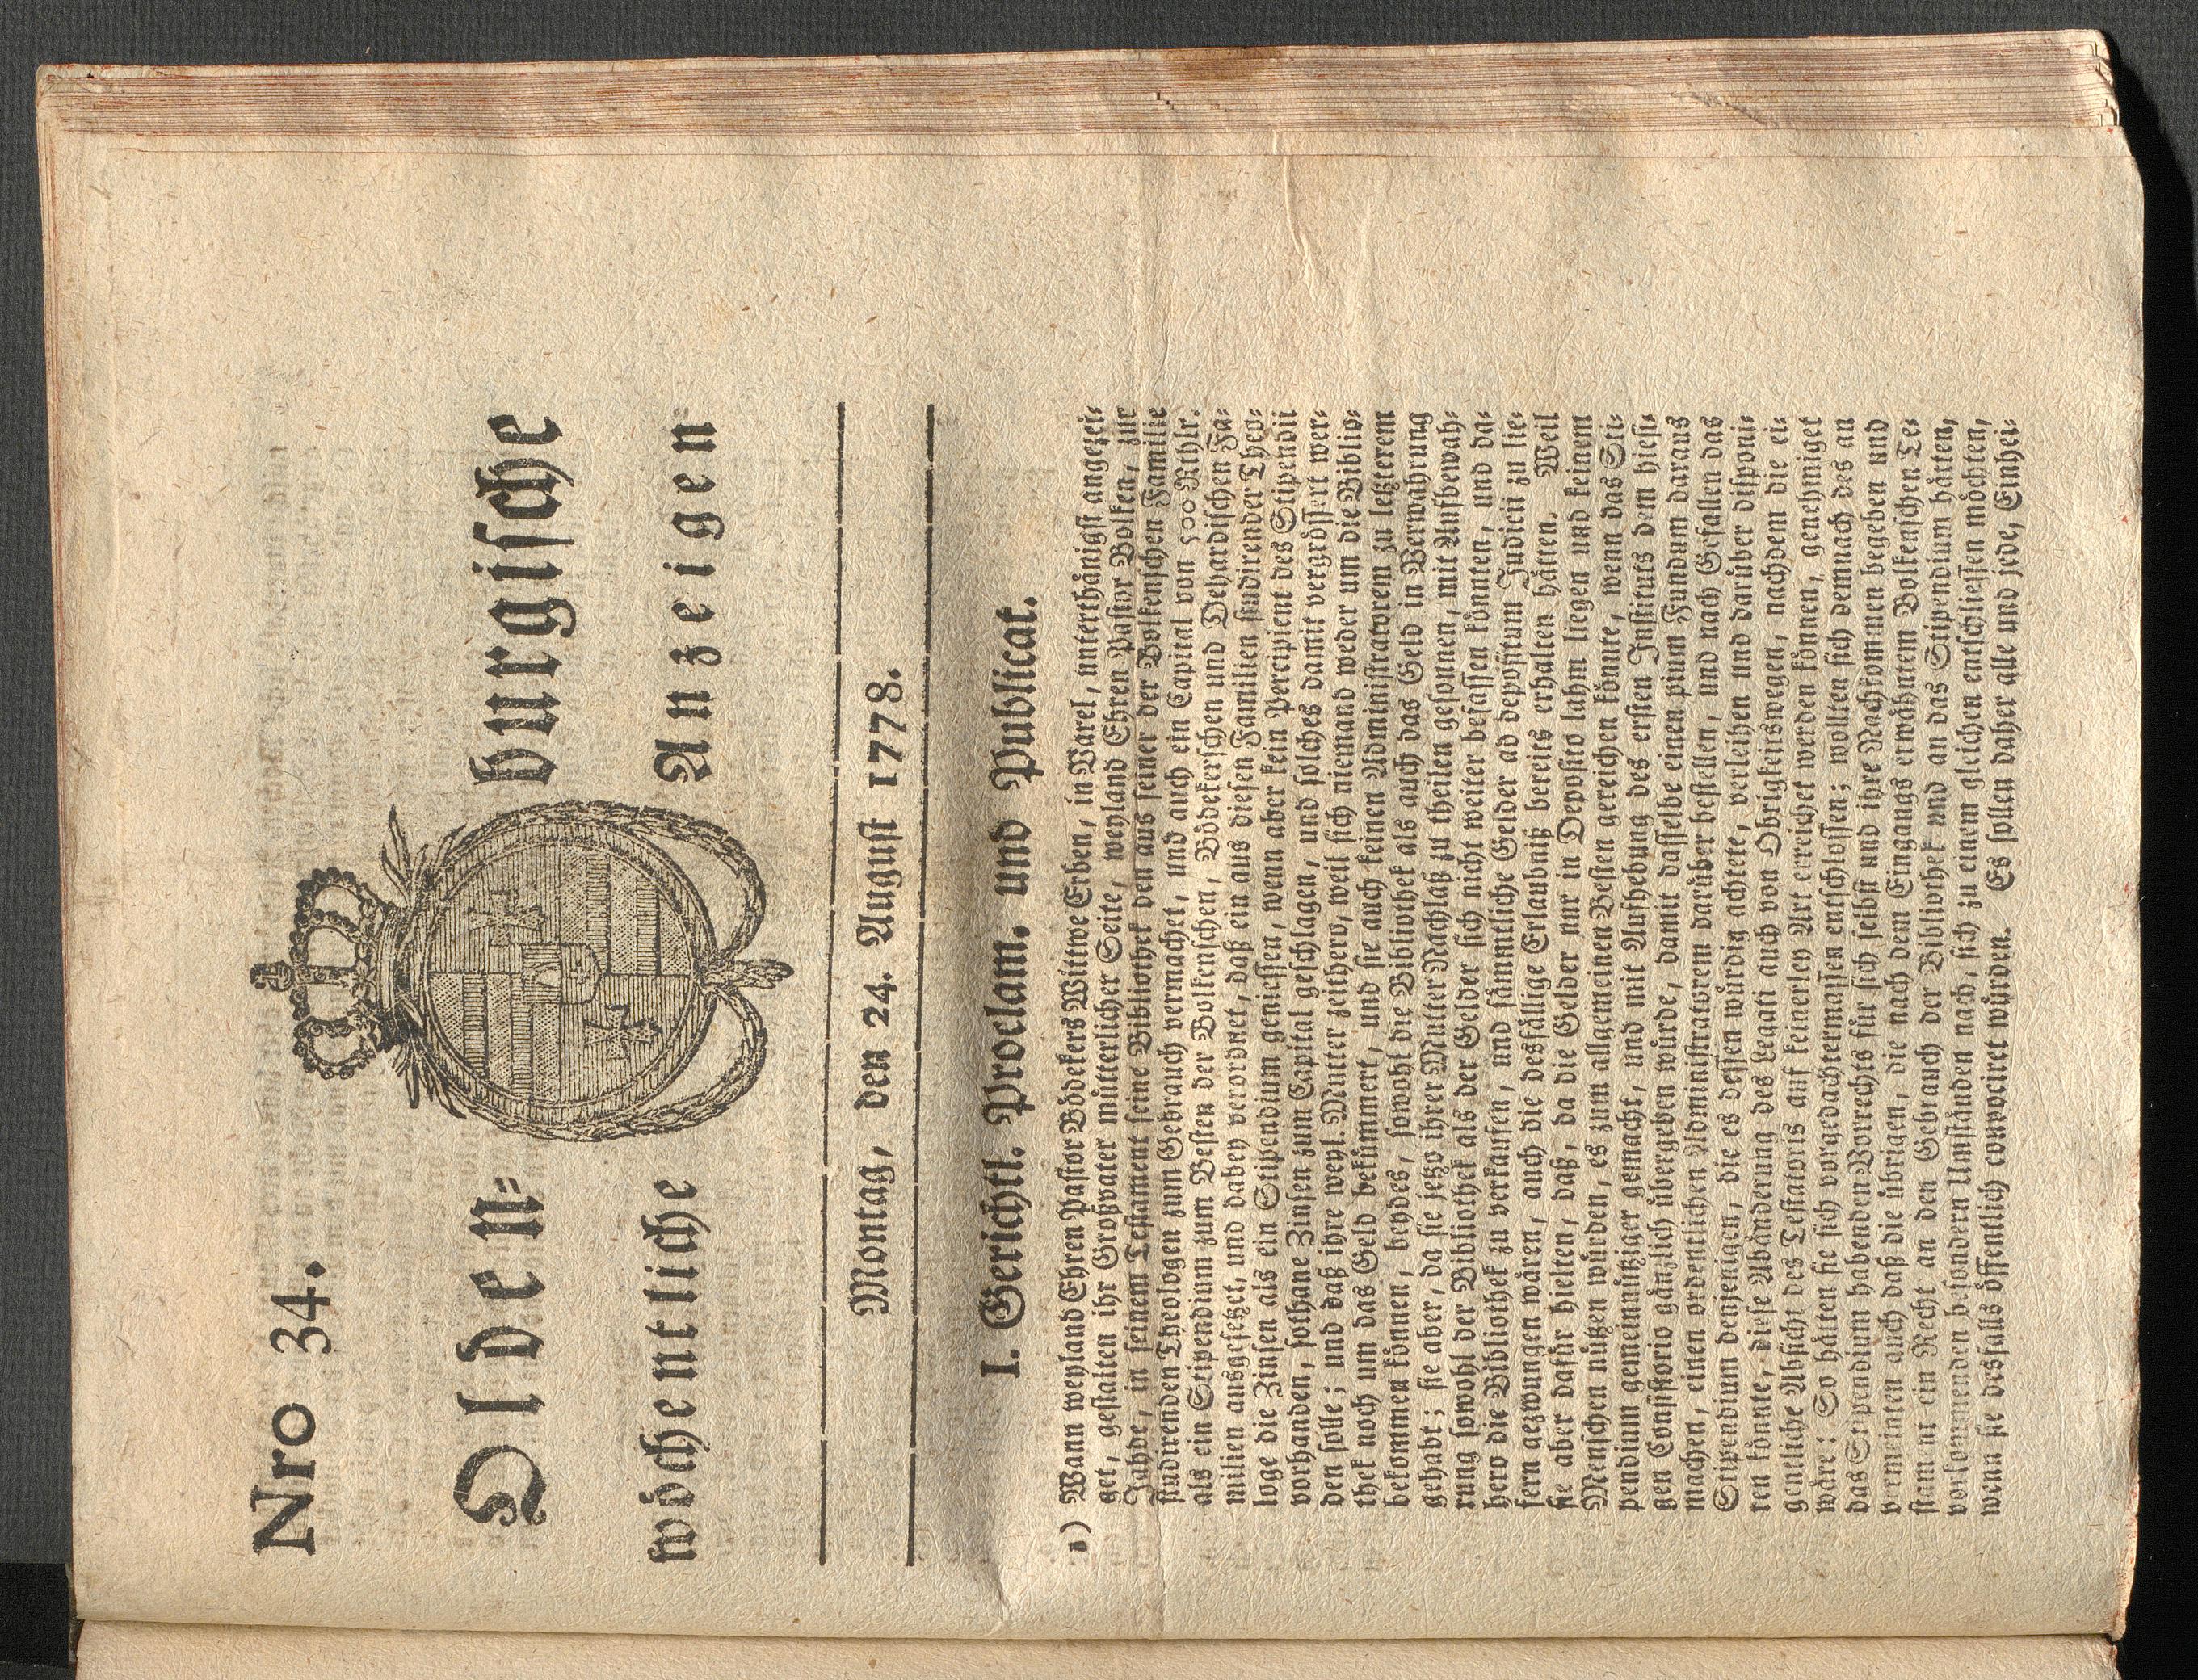 Nro 34.
Olden⸗ burgische
wöchentliche Anzeigen
Montag, den 24. August 1778.
I. Gerichtl. Proclam. und Publicat.
1) Wann weyland Ehren Pastor Bödekers Wittwe Erben, in Varel, unterthänigst angezei⸗
get, gestalten ihr Großvater mütterlicher Seite, weyland Ehren Pastor Bolken, zur
Jahde, in seinem Testament seine Bibliothek den aus seiner der Bolkenschen Familie
studirenden Theologen zum Gebrauch vermachet, und auch ein Capital von 500 Rthlr.
als ein Stipendium zum Besten der Bolkenschen, Bödekerschen und Dehardischen Fa⸗
milien ausgesetzet, und dabey verordnet, daß ein aus diesen Familien studirender Theo⸗
loge die Zinsen als ein Stipendium geniessen, wenn aber kein Percipient des Stipendii
vorhanden, sothane Zinsen zum Capital geschlagen, und solches damit vergrössert wer⸗
den solle; und daß ihre weyl. Mutter zeithero, weil sich niemand weder um die Biblio⸗
thek noch um das Geld bekümmert, und sie auch keinen Administratorem zu letzterem
bekommen können, beydes, sowohl die Bibliothek als auch das Geld in Verwahrung
gehabt; sie aber, da sie jetzo ihrer Mutter Nachlaß zu theilen gesonnen, mit Aufbewah⸗
rung sowohl der Bibliothek als der Gelder sich nicht weiter befassen könnten, und da⸗
hero die Bibliothek zu verkaufen, und sämmtliche Gelder ad depositum Judicii zu lie⸗
fern gezwungen wären, auch die desfällige Erlaubniß bereits erhalten hätten. Weil
sie aber dafür hielten, daß, da die Gelder nur in Deposito lahm liegen und keinem
Menschen nützen würden, es zum allgemeinen Besten gereichen könnte, wenn das Sti⸗
pendium gemeinnütziger gemacht, und mit Aufhebung des ersten Instituts dem hiesi⸗
gen Consistorio gänzlich übergeben würde, damit dasselbe einen pium Fundum daraus
machen, einen ordentlichen Administratorem darüber bestellen, und nach Gefallen das
Stipendium denjenigen, die es dessen würdig achtete, verleihen und darüber disponi⸗
ren könnte, diese Abänderung des Legati auch von Obrigkeitswegen, nachdem die ei⸗
gentliche Absicht des Testatoris auf keinerley Art erreichet werden können, genehmiget
wäre: So hätten sie sich vorgedachtermassen entschlossen; wollten sich demnach des an
das Stipendium habenden Vorrechts für sich selbst und ihre Nachkommen begeben und
vermeinten auch daß die übrigen, die nach dem Eingangs erwähntem Bolkenschen Te⸗
stament ein Recht an den Gebrauch der Bibliothek und an das Stipendium hätten,
vorkommenden besondern Umständen nach, sich zu einem gleichen entschliessen möchten,
wenn sie desfalls öffentlich convociret würden. Es sollen daher alle und jede, Einhei⸗